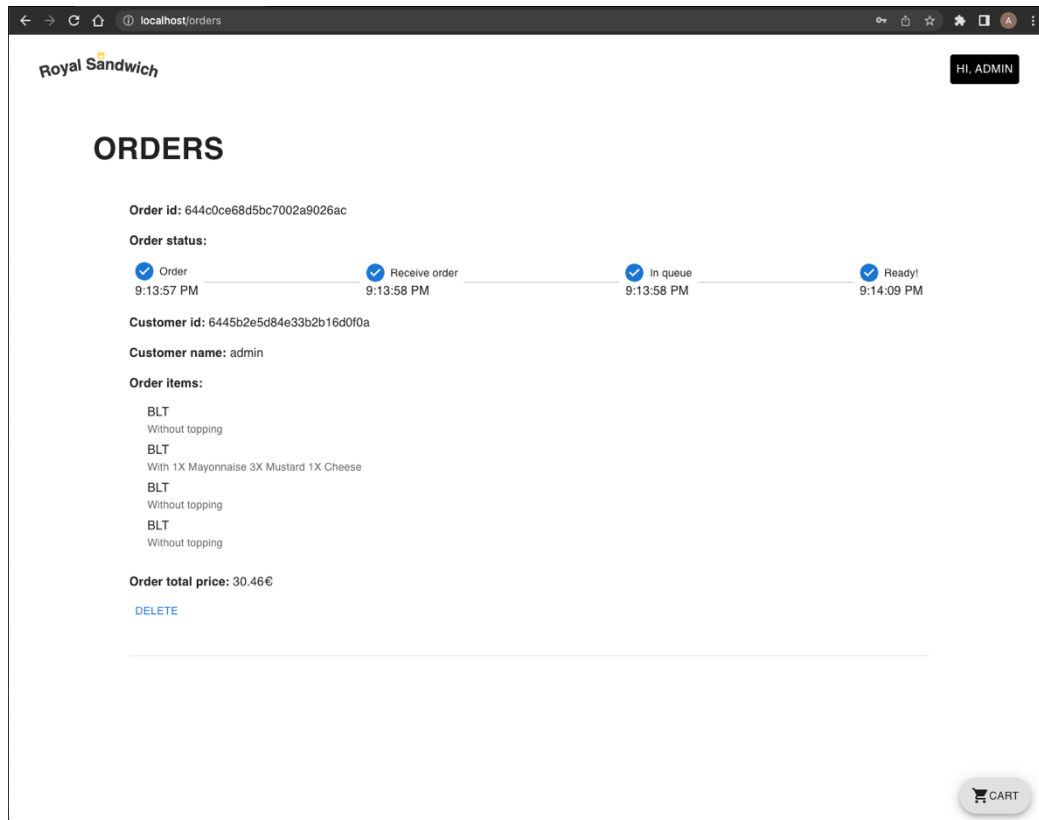 localhost/orders
A
Royal Sandwich
HI, ADMIN
ORDERS
Order id: 644c0ce68d5bc7002a9026ac
Order status:
Order
Receive order
In queue
Ready!
9:13:57 PM
9:13:58 PM
9:13:58 PM
9:14:09 PM
Customer id: 6445b2e5d84e33b2b16d0f0a
Customer name: admin
Order items:
BLT
Without topping
BLT
With 1X Mayonnaise 3X Mustard 1X Cheese
BLT
Without topping
BLT
Without topping
Order total price: 30.46€
DELETE
CART